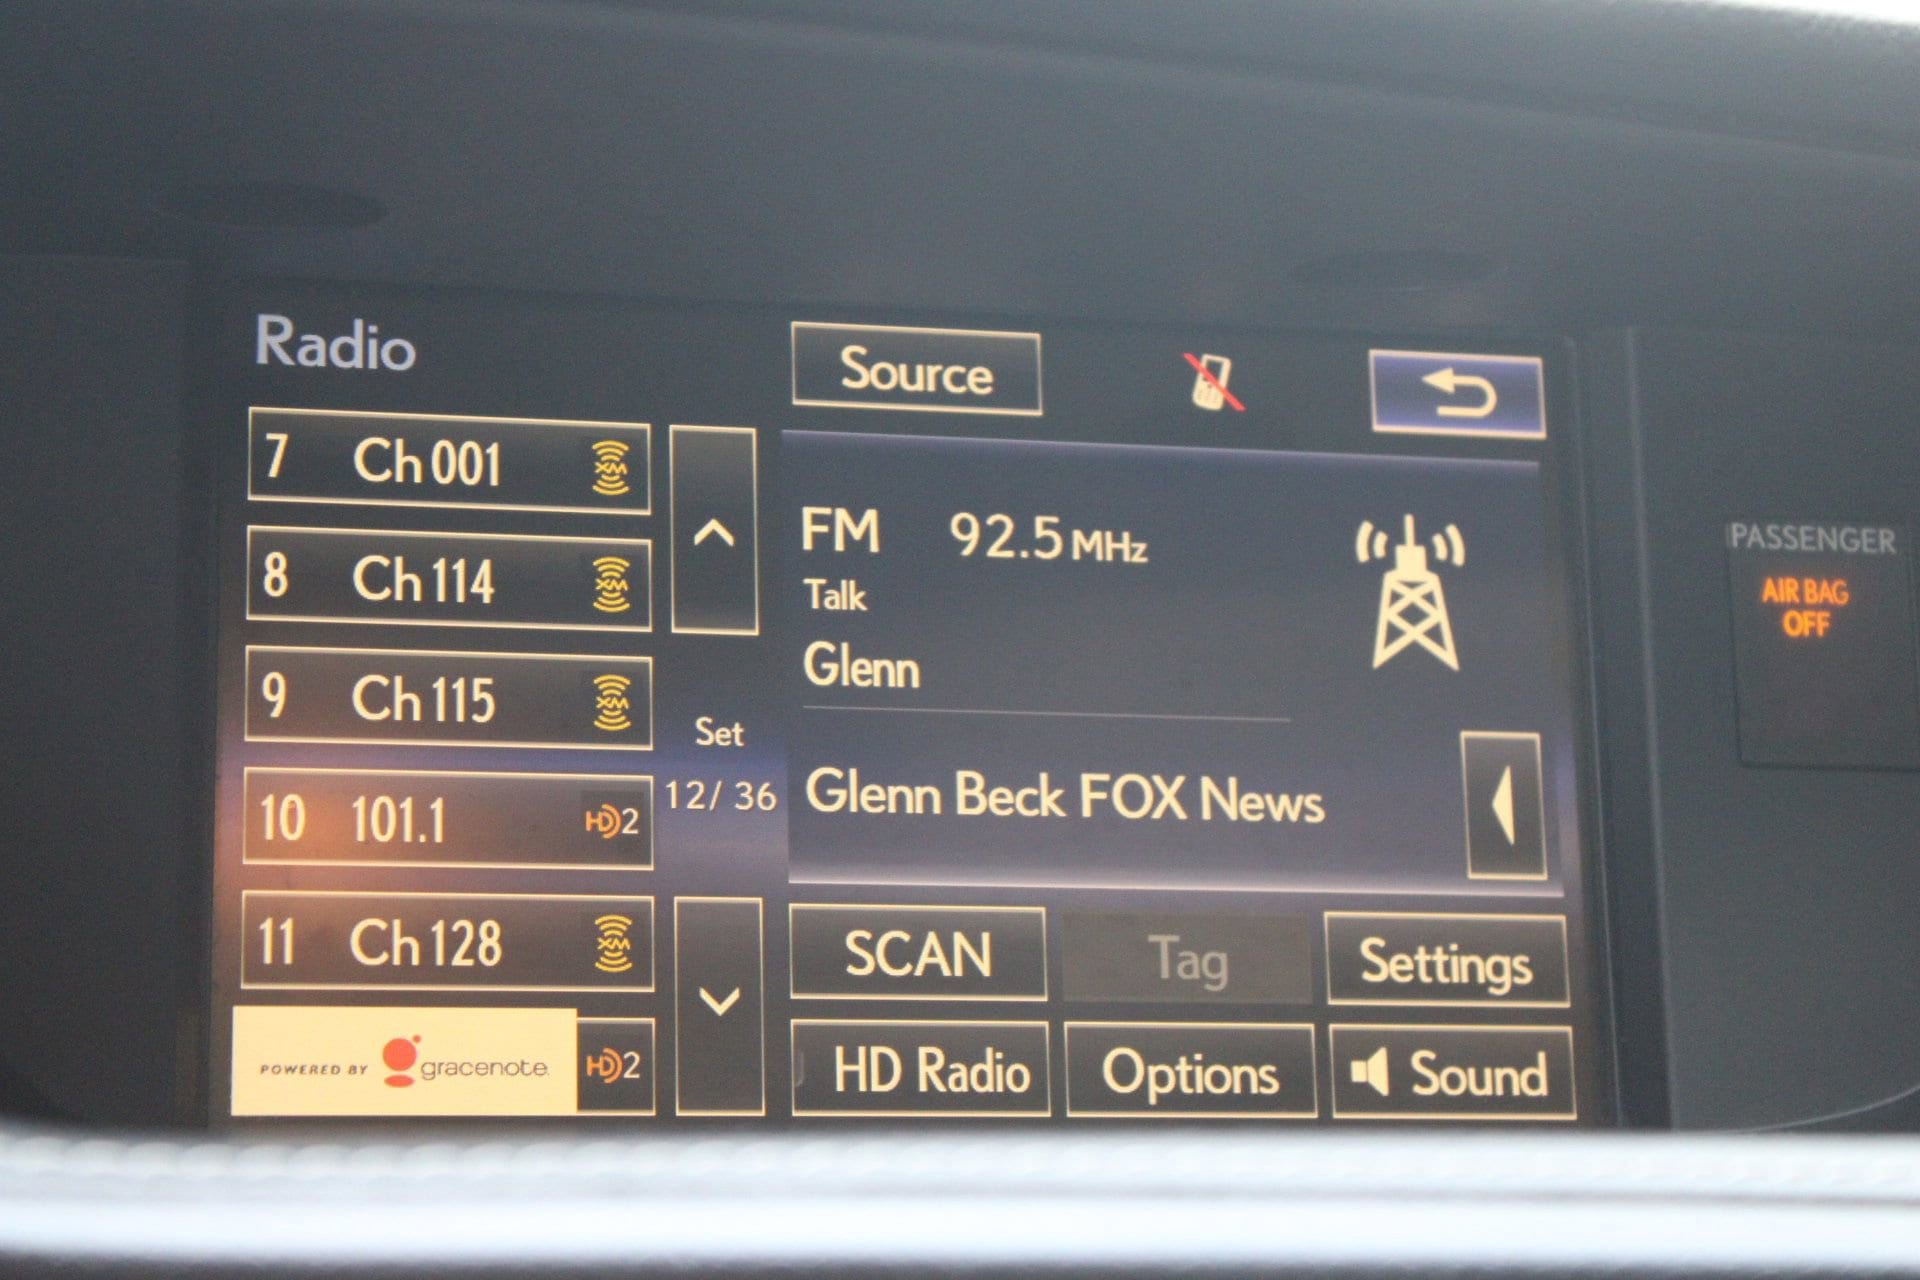 Radio
Source
7 Ch 001 XM
8 Ch 114 XM
9 Ch 115 XM
10 101.1 HD2
11 Ch 128 XM
POWERED BY gracenote. HD2
Set
12/ 36
FM 92.5 MHz
Talk
Glenn
Glenn Beck FOX News
SCAN
Tag
Settings
HD Radio
Options
Sound
PASSENGER
AIR BAG
OFF